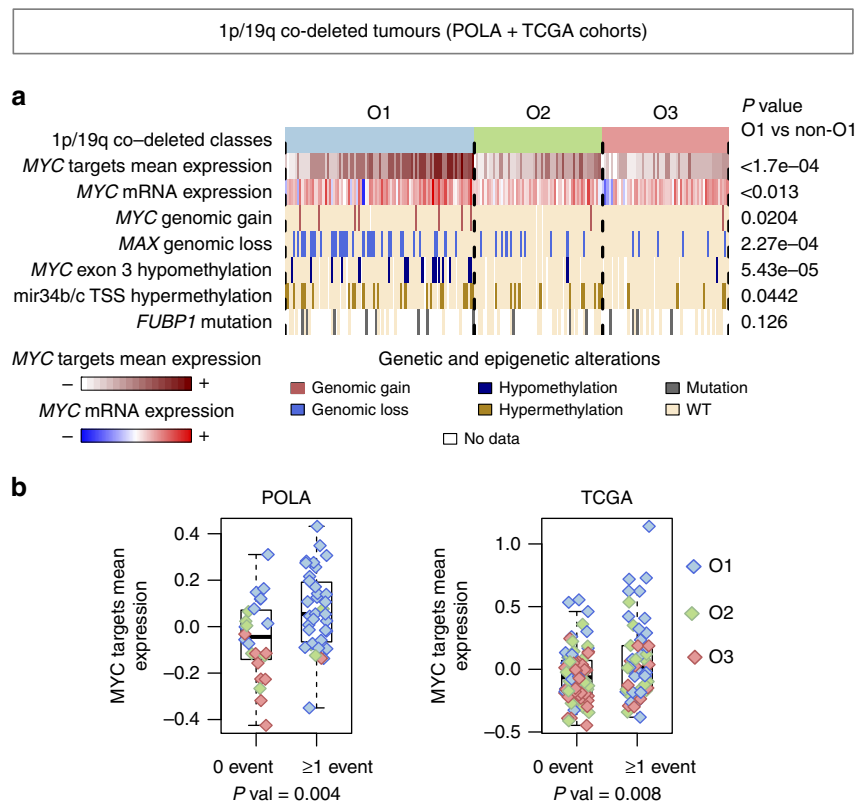 1p/19q co-deleted tumours (POLA + TCGA cohorts)
a
O1 O2 O3
P value
O1 vs non-O1
1p/19q co–deleted classes
MYC targets mean expression <1.7e–04
MYC mRNA expression <0.013
MYC genomic gain 0.0204
MAX genomic loss 2.27e–04
MYC exon 3 hypomethylation 5.43e–05
mir34b/c TSS hypermethylation 0.0442
FUBP1 mutation 0.126
MYC targets mean expression
– +
MYC mRNA expression
– +
Genetic and epigenetic alterations
Genomic gain Hypomethylation Mutation
Genomic loss Hypermethylation WT
No data
b
POLA
MYC targets mean
expression
0.4
0.2
0.0
–0.2
–0.4
0 event ≥1 event
P val = 0.004
TCGA
MYC targets mean
expression
1.0
0.5
0.0
–0.5
0 event ≥1 event
P val = 0.008
O1
O2
O3